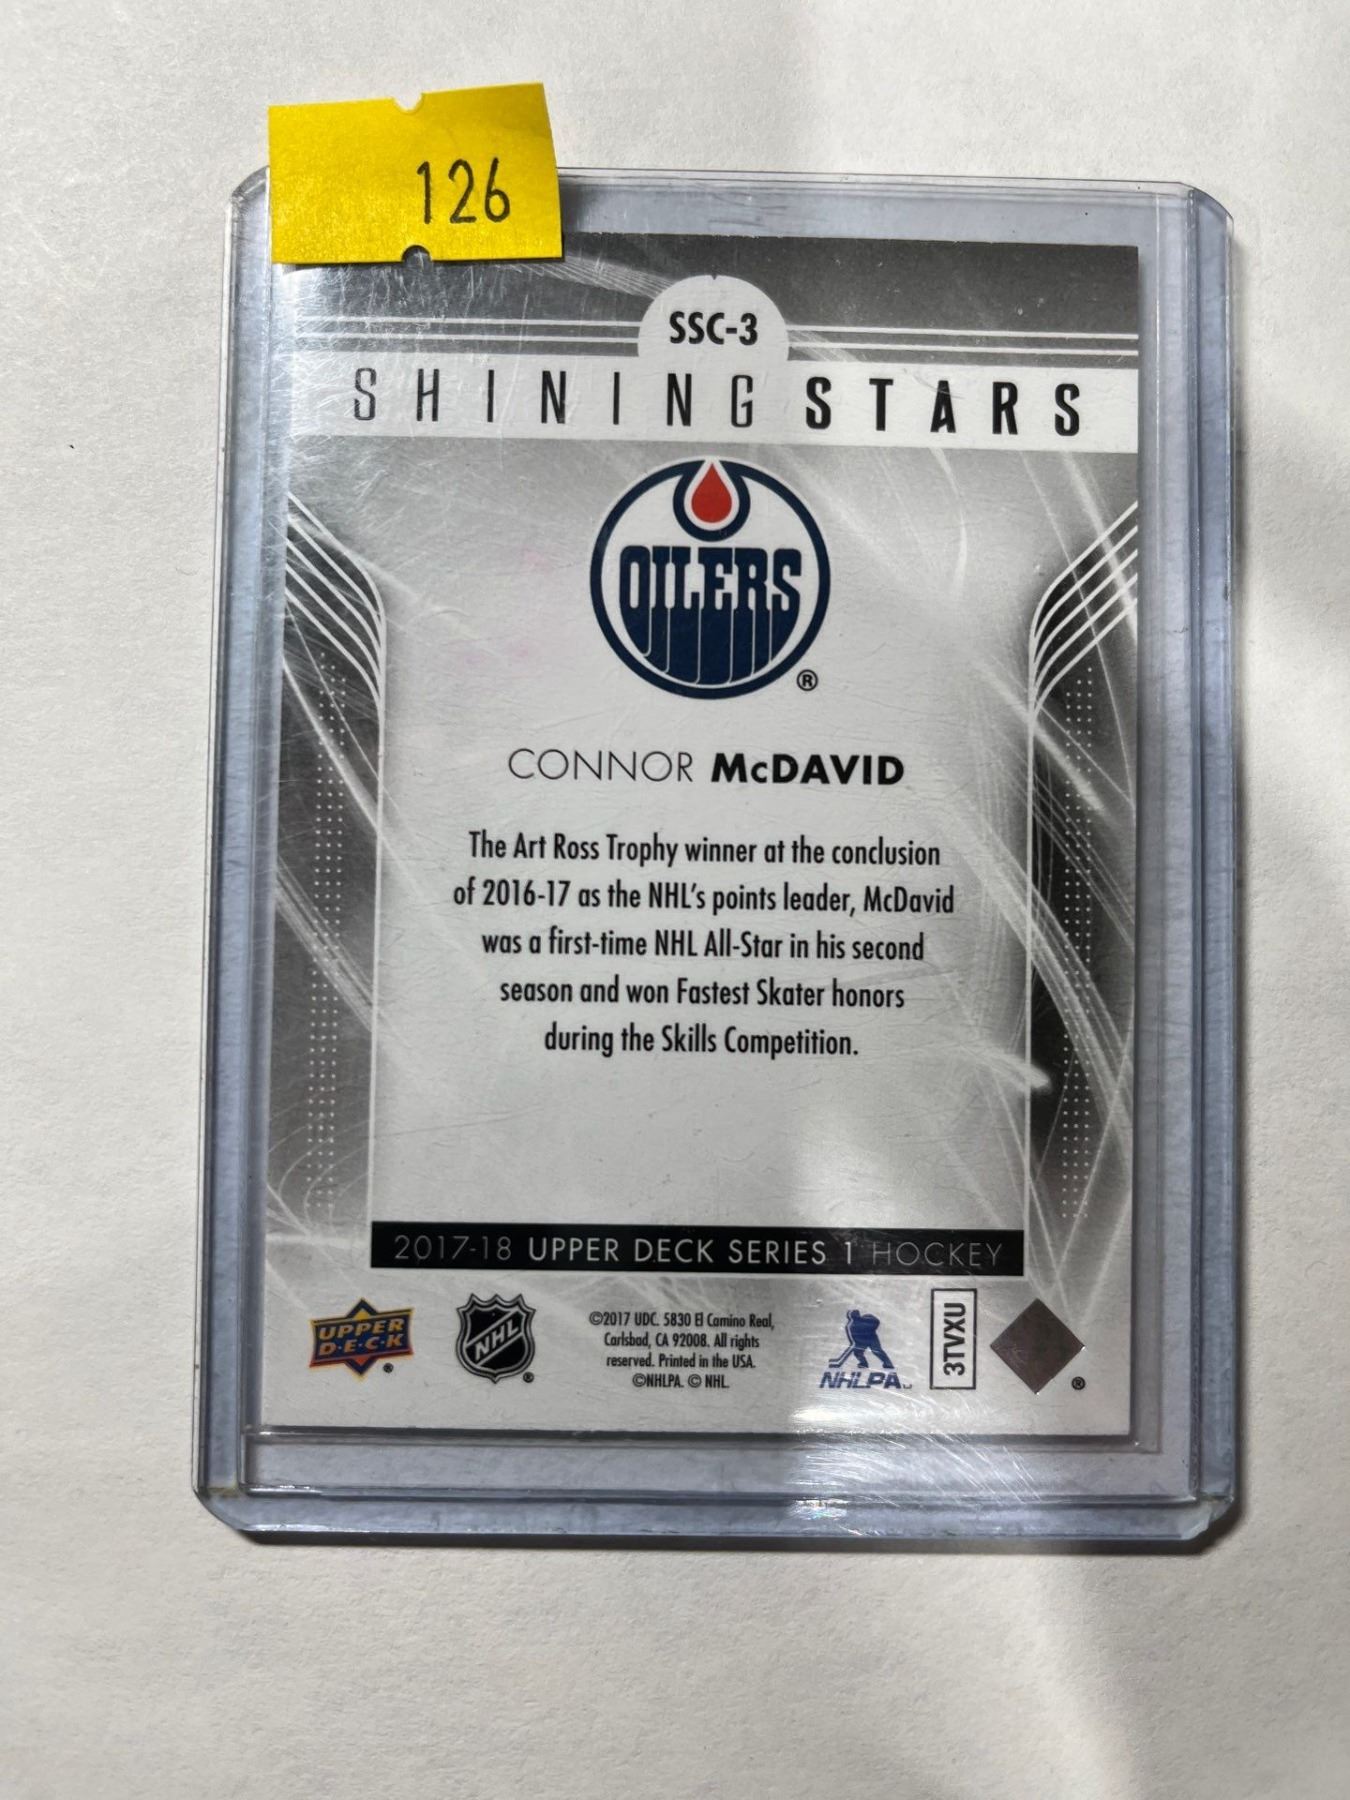 126
SSC-3
SHINING STARS
OILERS
®
CONNOR McDAVID
The Art Ross Trophy winner at the conclusion
of 2016-17 as the NHL's points leader, McDavid
was a first-time NHL All-Star in his second
season and won Fastest Skater honors
during the Skills Competition.
2017-18 UPPER DECK SERIES 1 HOCKEY
UPPER
D·E·C·K
®
NHL
®
©2017 UDC. 5830 El Camino Real,
Carlsbad, CA 92008. All rights
reserved. Printed in the USA.
©NHLPA. © NHL.
NHLPA™
3TVXU
®